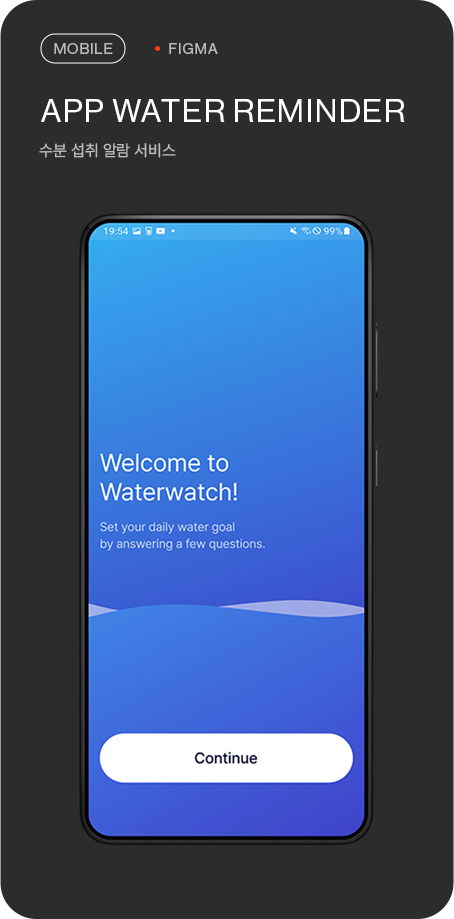 MOBILE
FIGMA
APP WATER REMINDER
수분 섭취 알람 서비스
19:54
99%
Welcome to
Waterwatch!
Set your daily water goal
by answering a few questions.
Continue